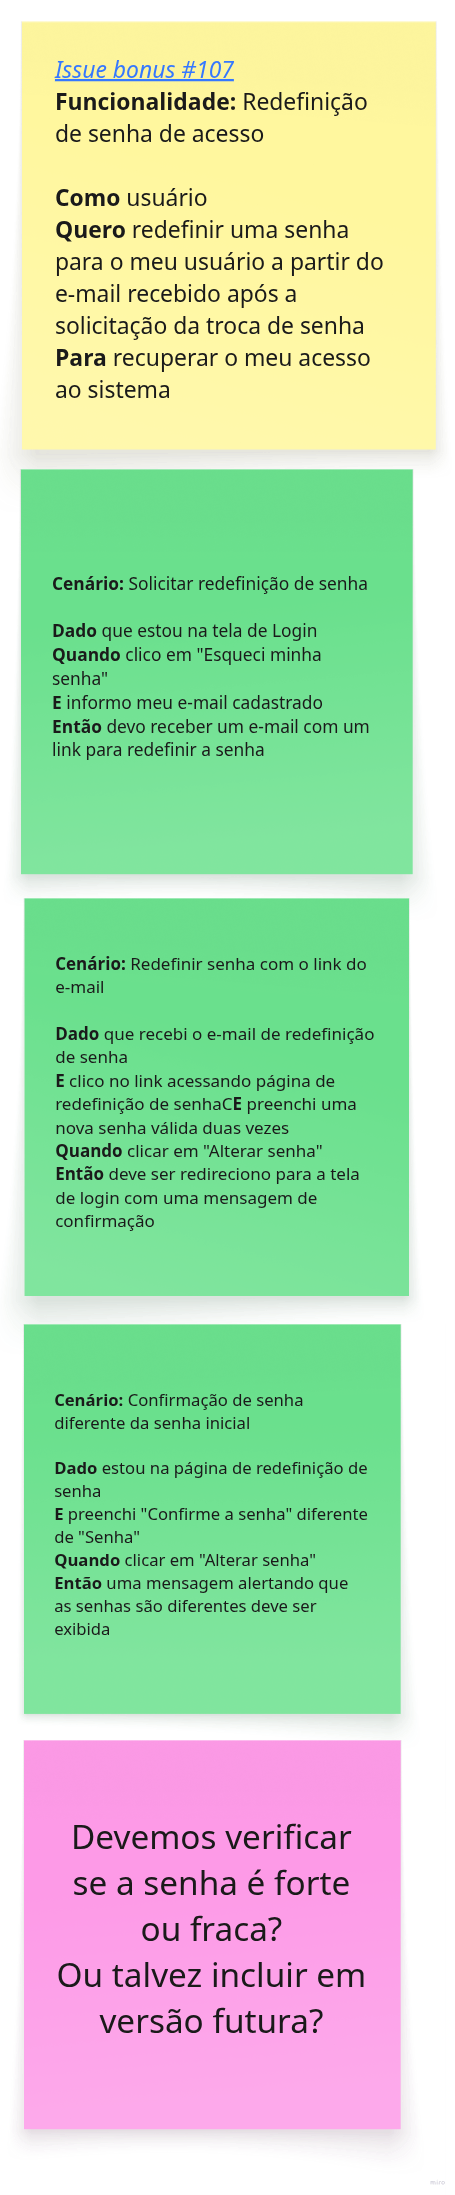 Issue bonus #107
Funcionalidade: Redefinição
de senha de acesso
Como usuário
Quero redefinir uma senha
para o meu usuário a partir do
e-mail recebido após a
solicitação da troca de senha
Para recuperar o meu acesso
ao sistema
Cenário: Solicitar redefinição de senha
Dado que estou na tela de Login
Quando clico em "Esqueci minha
senha"
E informo meu e-mail cadastrado
Então devo receber um e-mail com um
link para redefinir a senha
Cenário: Redefinir senha com o link do
e-mail
Dado que recebi o e-mail de redefinição
de senha
E clico no link acessando página de
redefinição de senhaCE preenchi uma
nova senha válida duas vezes
Quando clicar em "Alterar senha"
Então deve ser redireciono para a tela
de login com uma mensagem de
confirmação
Cenário: Confirmação de senha
diferente da senha inicial
Dado estou na página de redefinição de
senha
E preenchi "Confirme a senha" diferente
de "Senha"
Quando clicar em "Alterar senha"
Então uma mensagem alertando que
as senhas são diferentes deve ser
exibida
Devemos verificar
se a senha é forte
ou fraca?
Ou talvez incluir em
versão futura?
miro